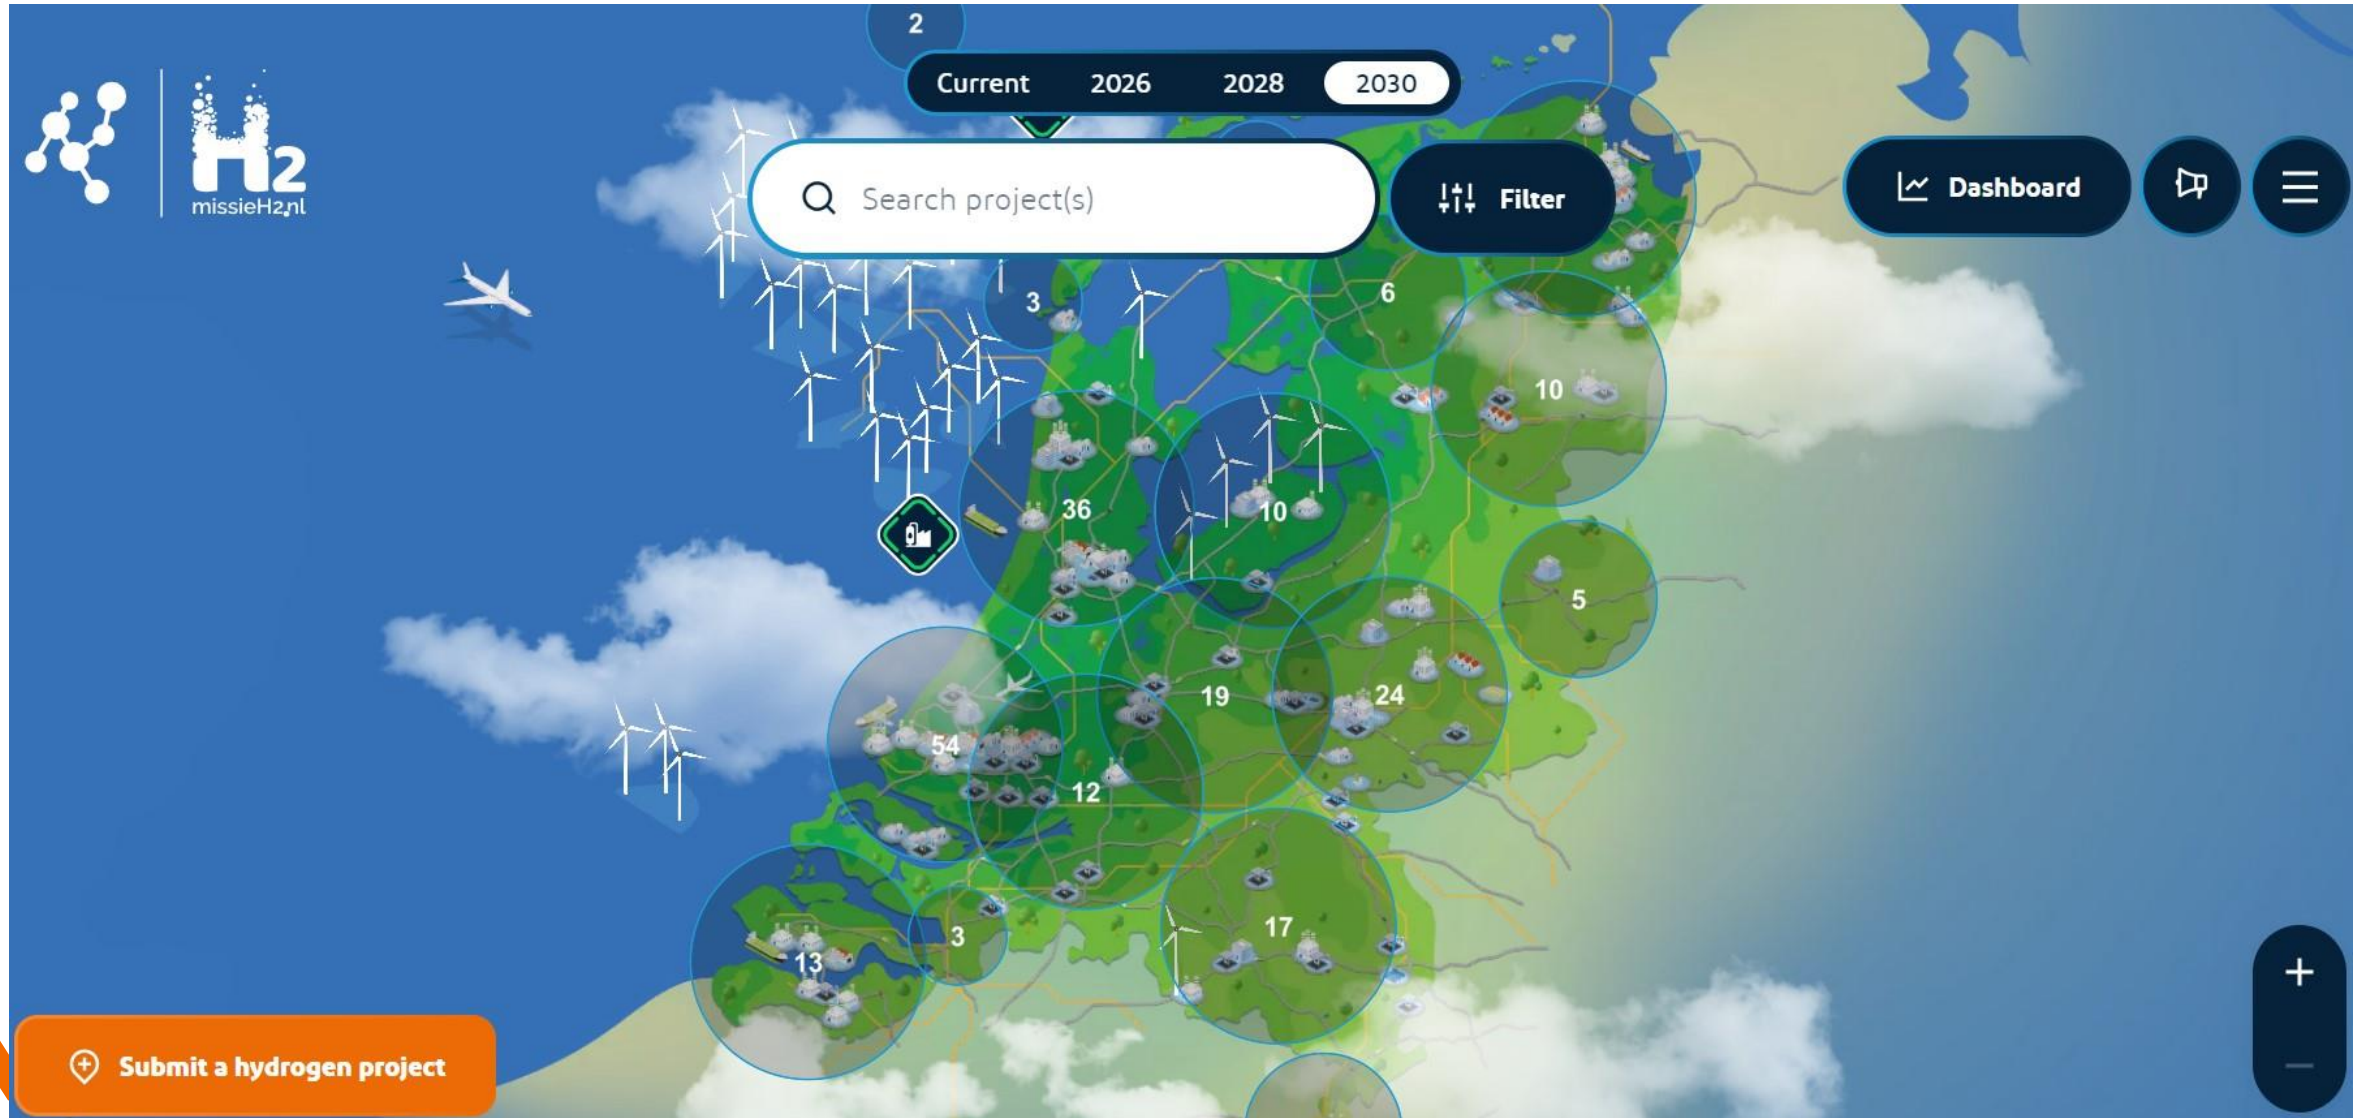 2
Current 2026 2028 2030
H2
missieH2.nl
Search project(s)
Filter
Dashboard
3
6
10
36
10
5
19
24
54
12
17
3
13
Submit a hydrogen project
+
−